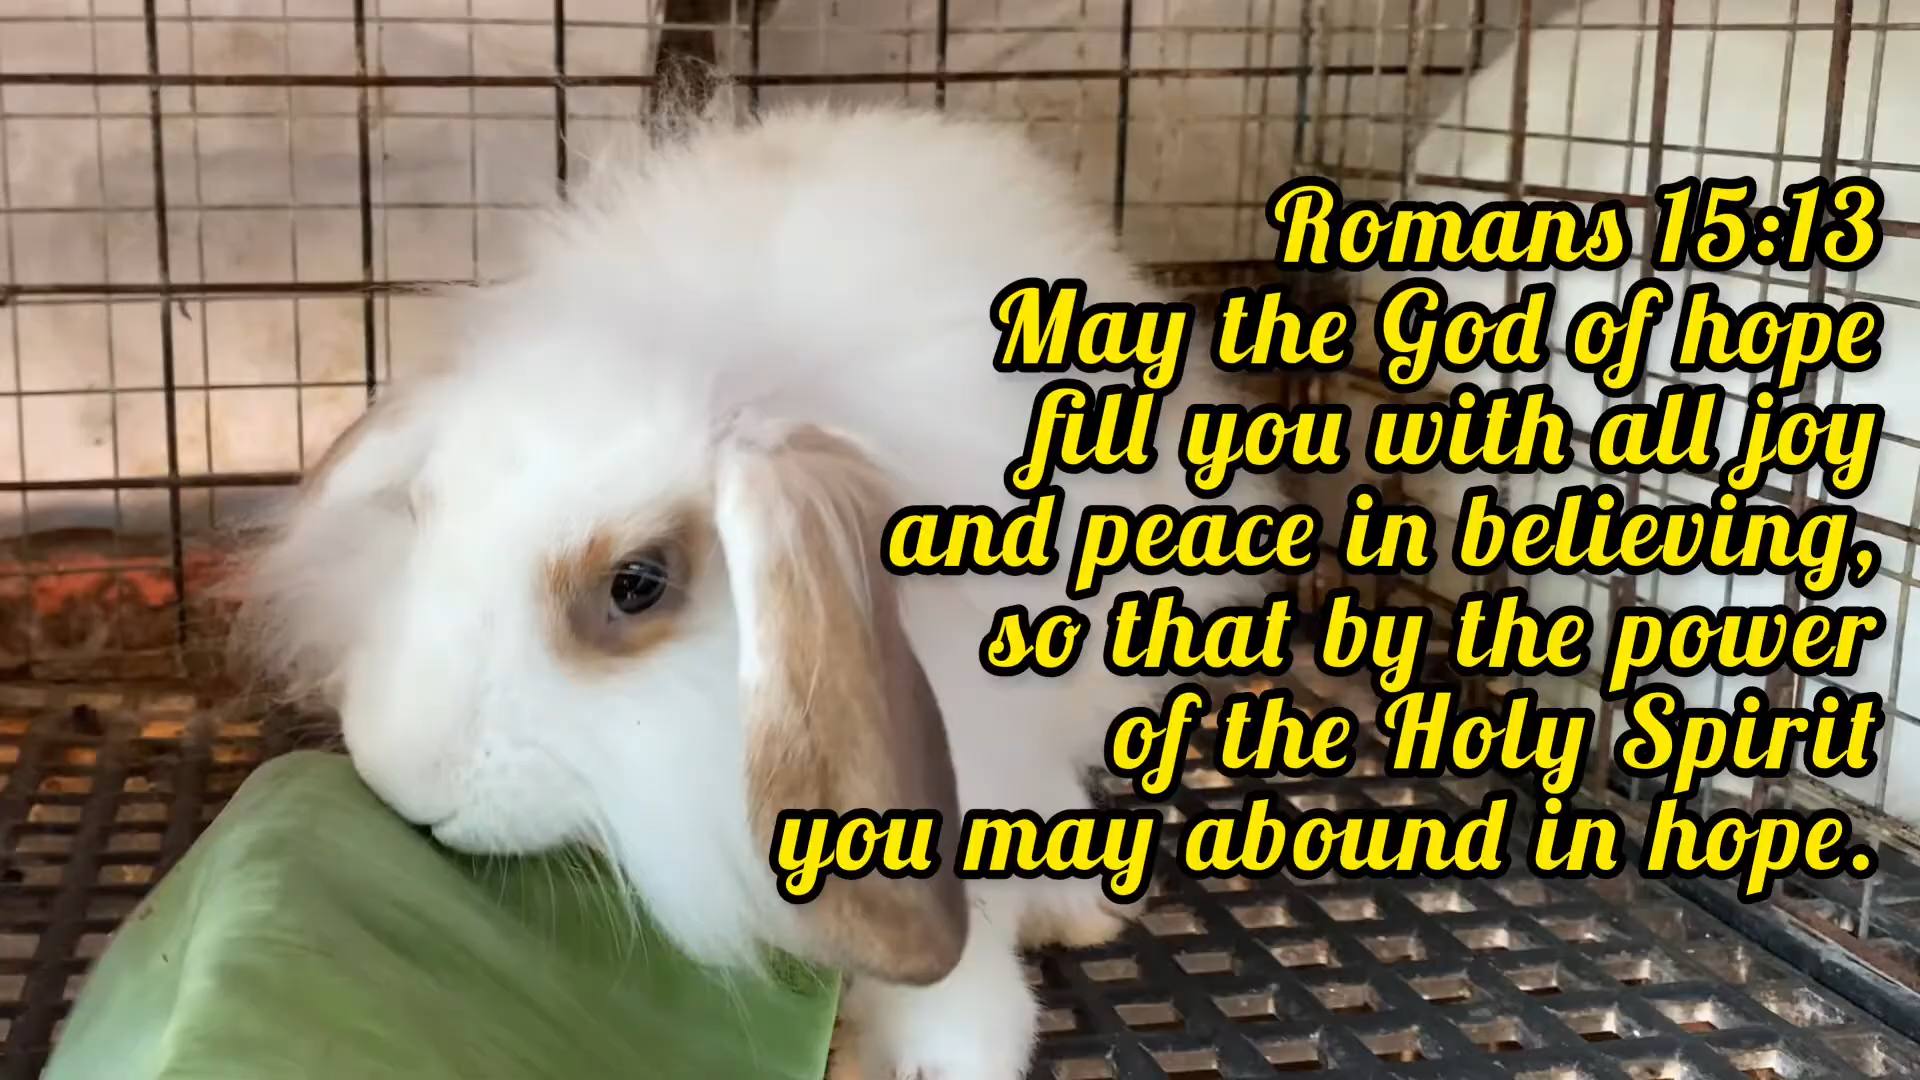 Romans 15:13
May the God of hope
fill you with all joy
and peace in believing,
so that by the power
of the Holy Spirit
you may abound in hope.